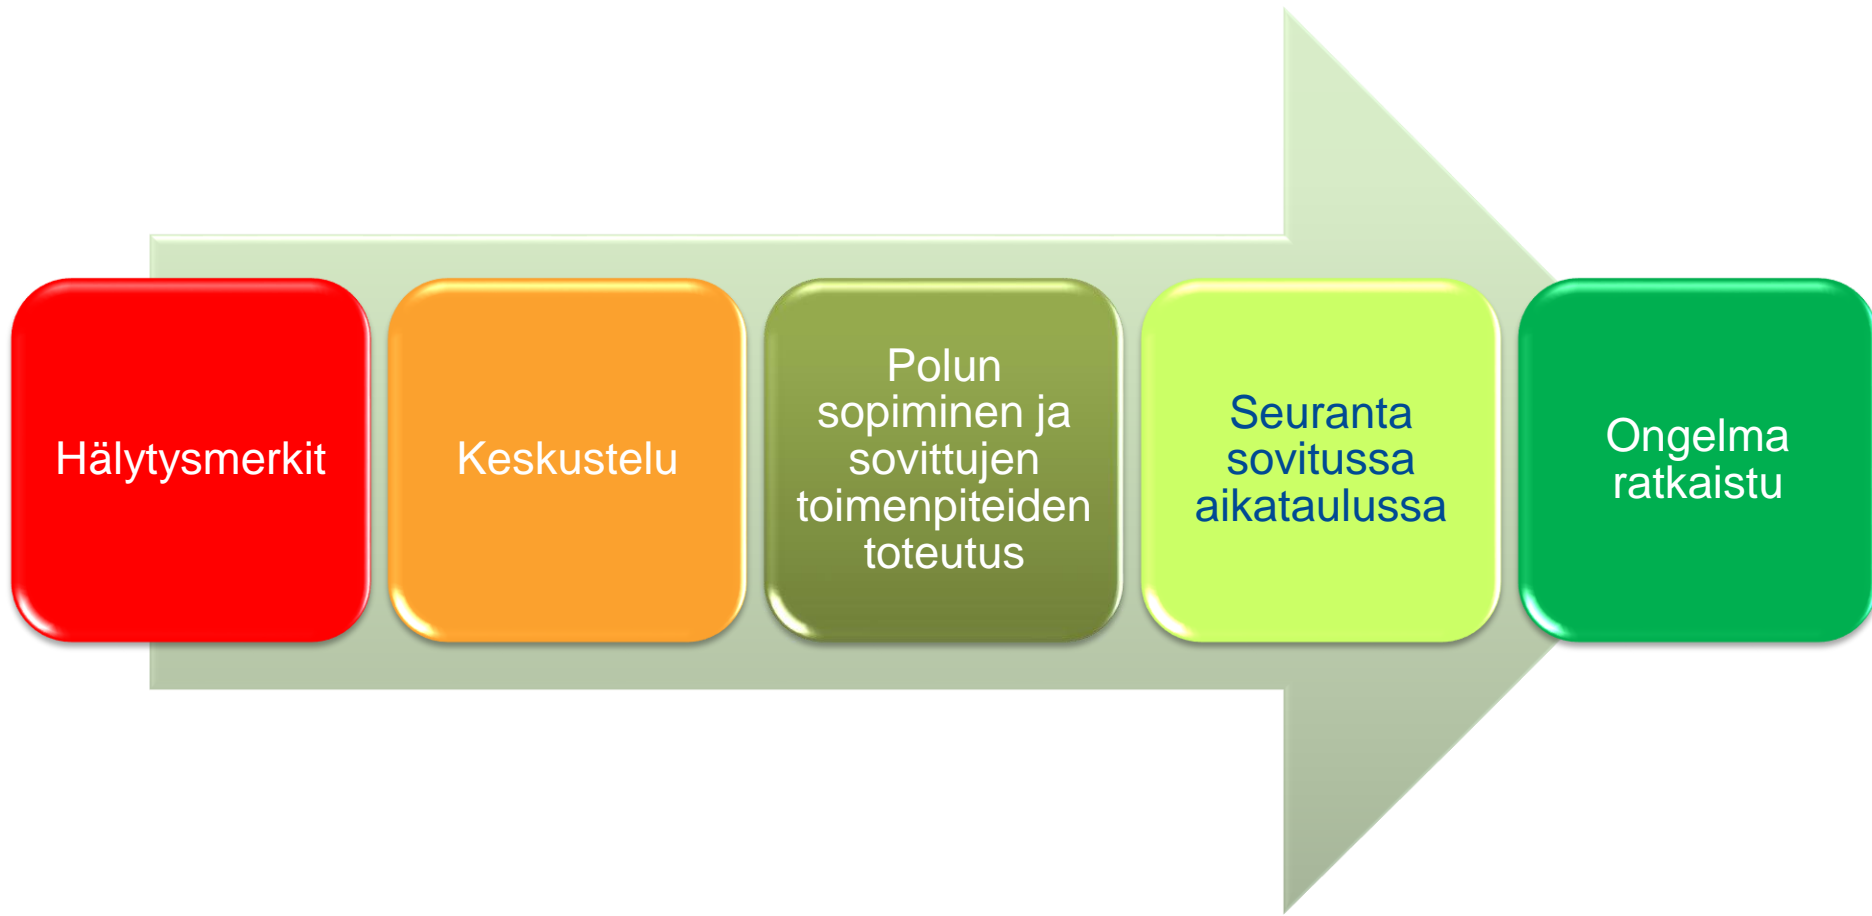 Hälytysmerkit
Keskustelu
Polun
sopiminen ja
sovittujen
toimenpiteiden
toteutus
Seuranta
sovitussa
aikataulussa
Ongelma
ratkaistu